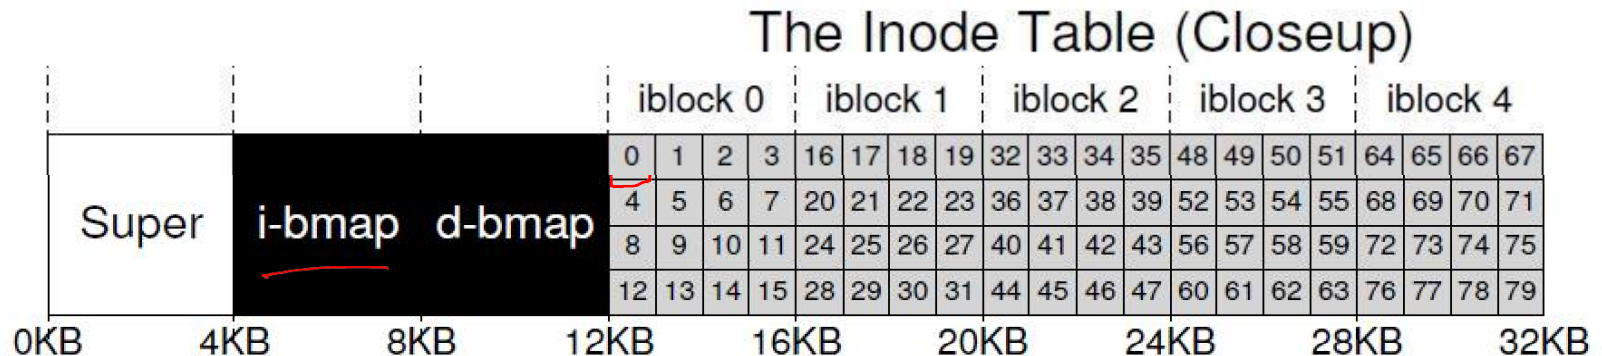 The Inode Table (Closeup)
iblock 0 iblock 1 iblock 2 iblock 3 iblock 4
0 1 2 3 16 17 18 19 32 33 34 35 48 49 50 51 64 65 66 67
4 5 6 7 20 21 22 23 36 37 38 39 52 53 54 55 68 69 70 71
Super i-bmap d-bmap
8 9 10 11 24 25 26 27 40 41 42 43 56 57 58 59 72 73 74 75
12 13 14 15 28 29 30 31 44 45 46 47 60 61 62 63 76 77 78 79
0KB 4KB 8KB 12KB 16KB 20KB 24KB 28KB 32KB